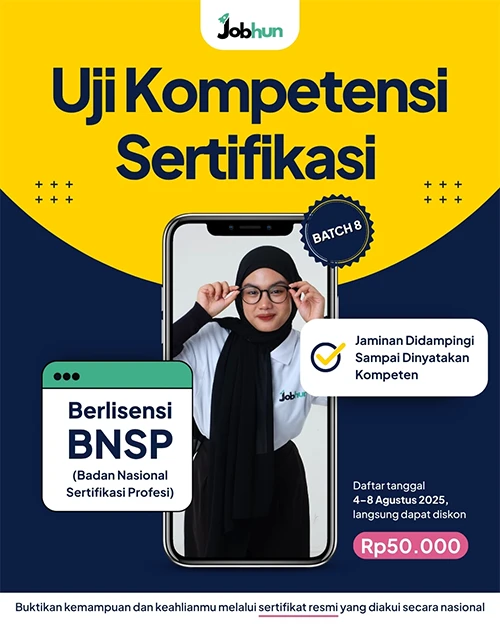 Jobhun
Uji Kompetensi
Sertifikasi
BATCH 8
Jaminan Didampingi
Sampai Dinyatakan
Kompeten
Jobhun
Berlisensi
BNSP
(Badan Nasional
Sertifikasi Profesi)
Daftar tanggal
4-8 Agustus 2025,
langsung dapat diskon
Rp50.000
Buktikan kemampuan dan keahlianmu melalui sertifikat resmi yang diakui secara nasional